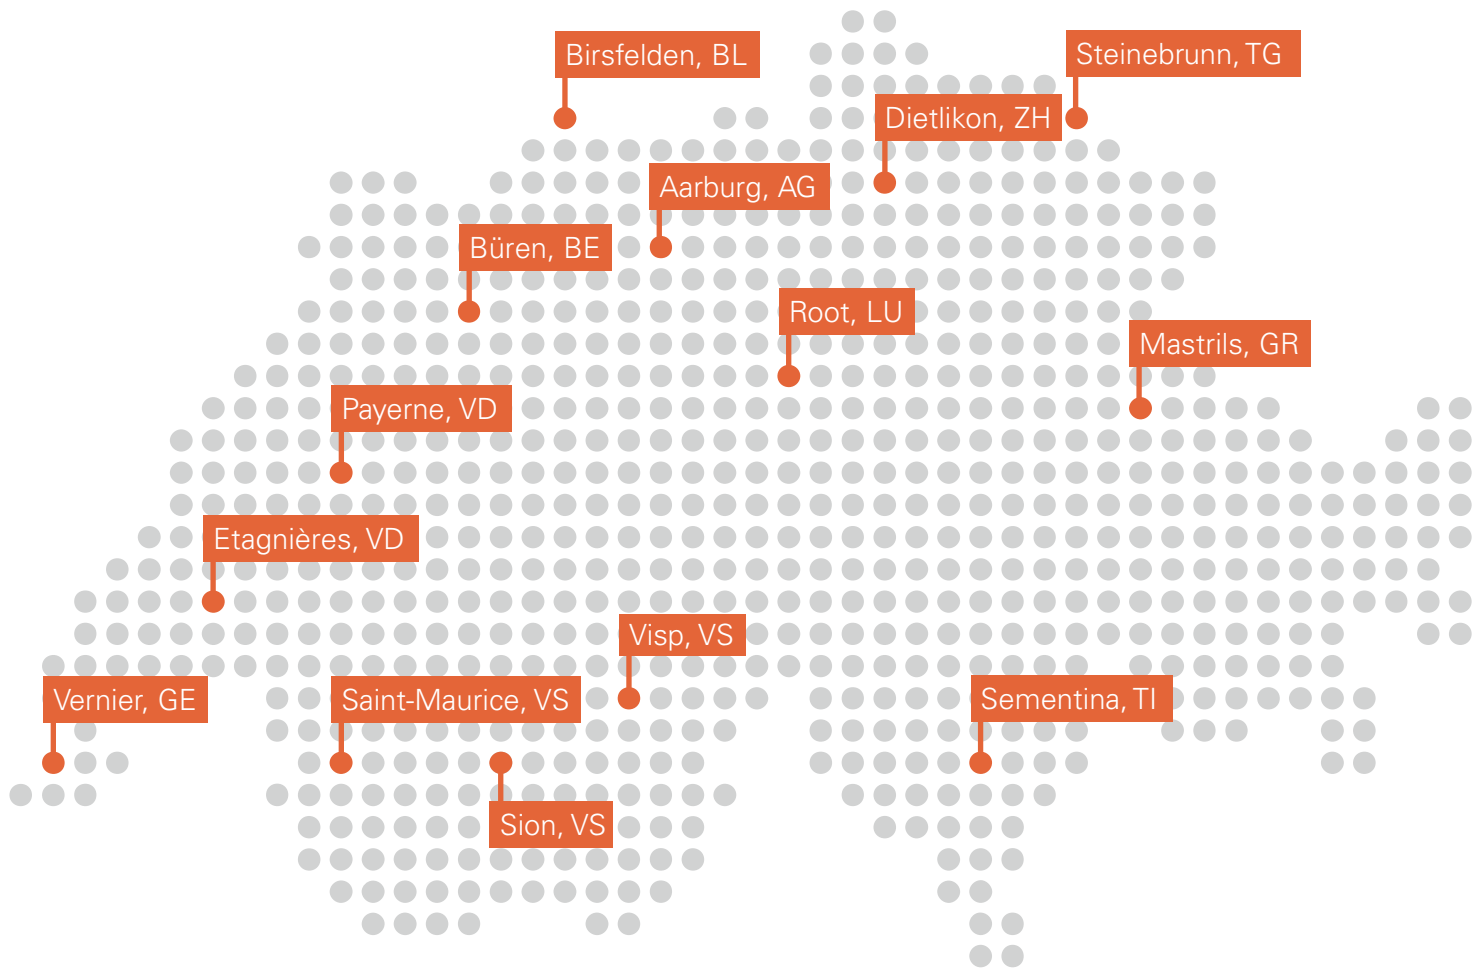 Birsfelden, BL
Steinebrunn, TG
Dietlikon, ZH
Aarburg, AG
Büren, BE
Root, LU
Mastrils, GR
Payerne, VD
Etagnières, VD
Visp, VS
Vernier, GE
Saint-Maurice, VS
Sementina, TI
Sion, VS